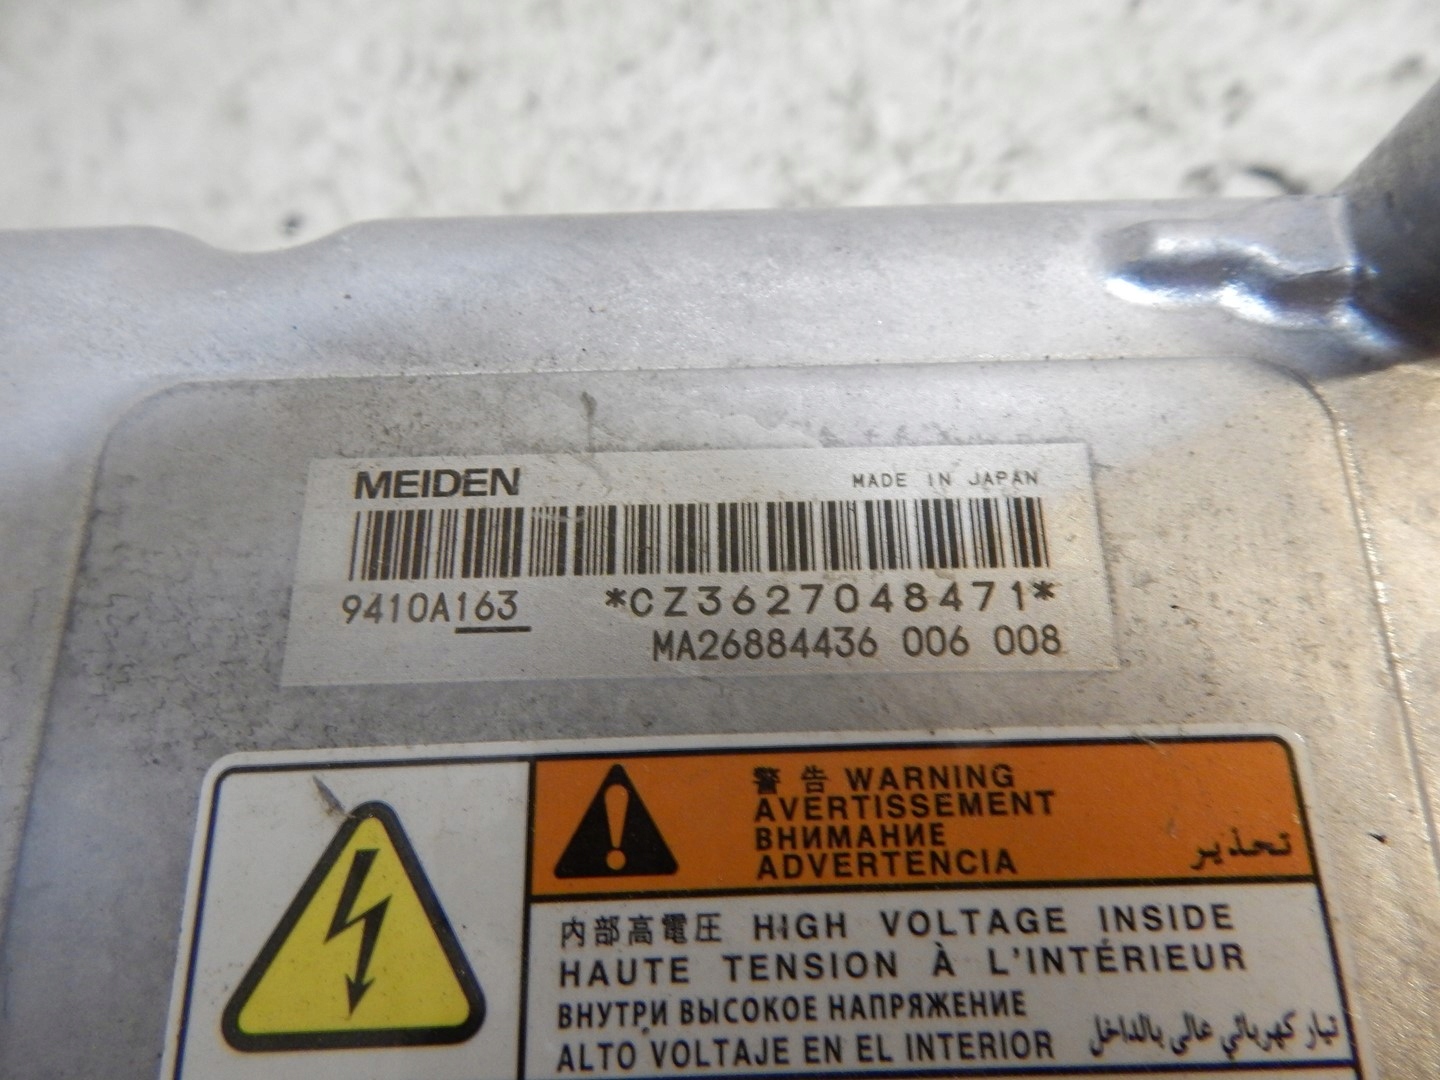 MEIDEN MADE IN JAPAN
9410A163 *CZ3627048471*
MA26884436 006 008
警告 WARNING
AVERTISSEMENT
ВНИМАНИЕ
ADVERTENCIA تحذير
内部高電圧 HIGH VOLTAGE INSIDE
HAUTE TENSION À L'INTÉRIEUR
ВНУТРИ ВЫСОКОЕ НАПРЯЖЕНИЕ
ALTO VOLTAJE EN EL INTERIOR تيار كهربائي عالى بالداخل